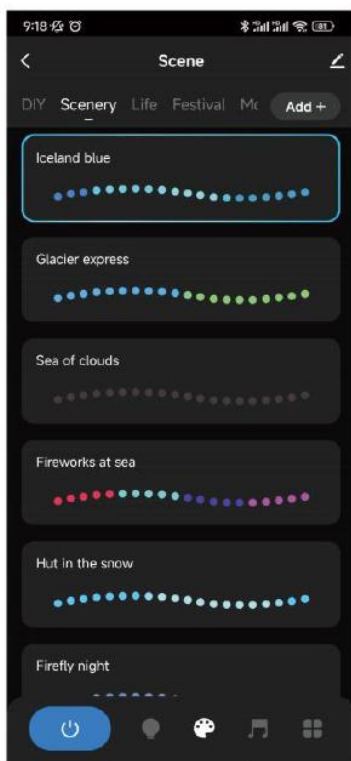 9:18
Scene
DIY Scenery Life Festival Mc Add +
Iceland blue
Glacier express
Sea of clouds
Fireworks at sea
Hut in the snow
Firefly night